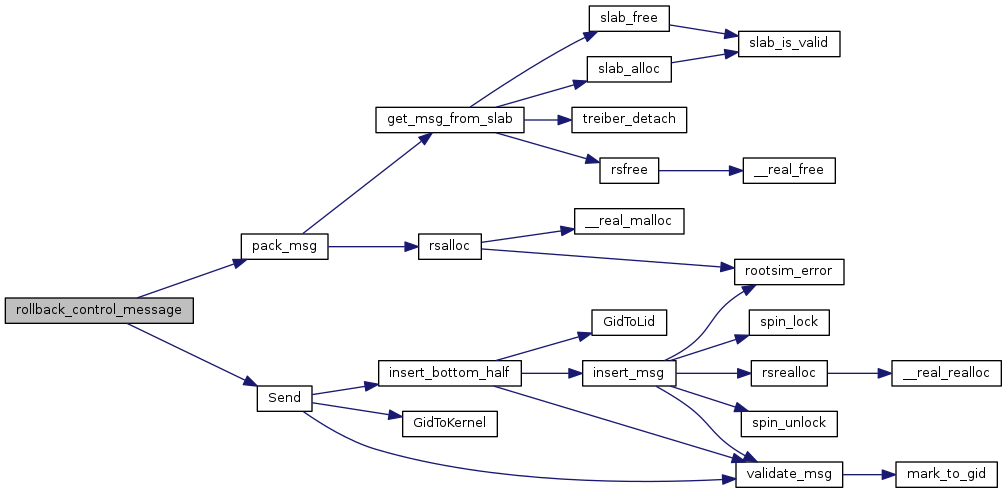 slab_free
slab_is_valid
slab_alloc
get_msg_from_slab
treiber_detach
rsfree
__real_free
__real_malloc
pack_msg
rsalloc
rootsim_error
rollback_control_message
GidToLid
spin_lock
insert_bottom_half
insert_msg
rsrealloc
__real_realloc
Send
GidToKernel
spin_unlock
validate_msg
mark_to_gid